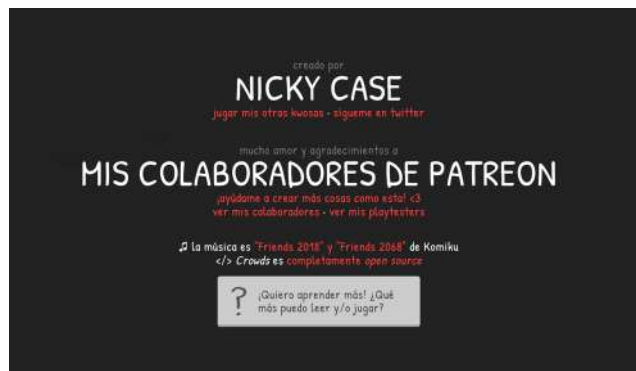 creado por
NICKY CASE
jugar mis otras kwosas · sígueme en twitter
mucho amor y agradecimientos a
MIS COLABORADORES DE PATREON
¡ayúdame a crear más cosas como esta! <3
ver mis colaboradores · ver mis playtesters
♫ la música es "Friends 2018" y "Friends 2068" de Komiku
</> Crowds es completamente open source
? ¡Quiero aprender más! ¿Qué
más puedo leer y/o jugar?